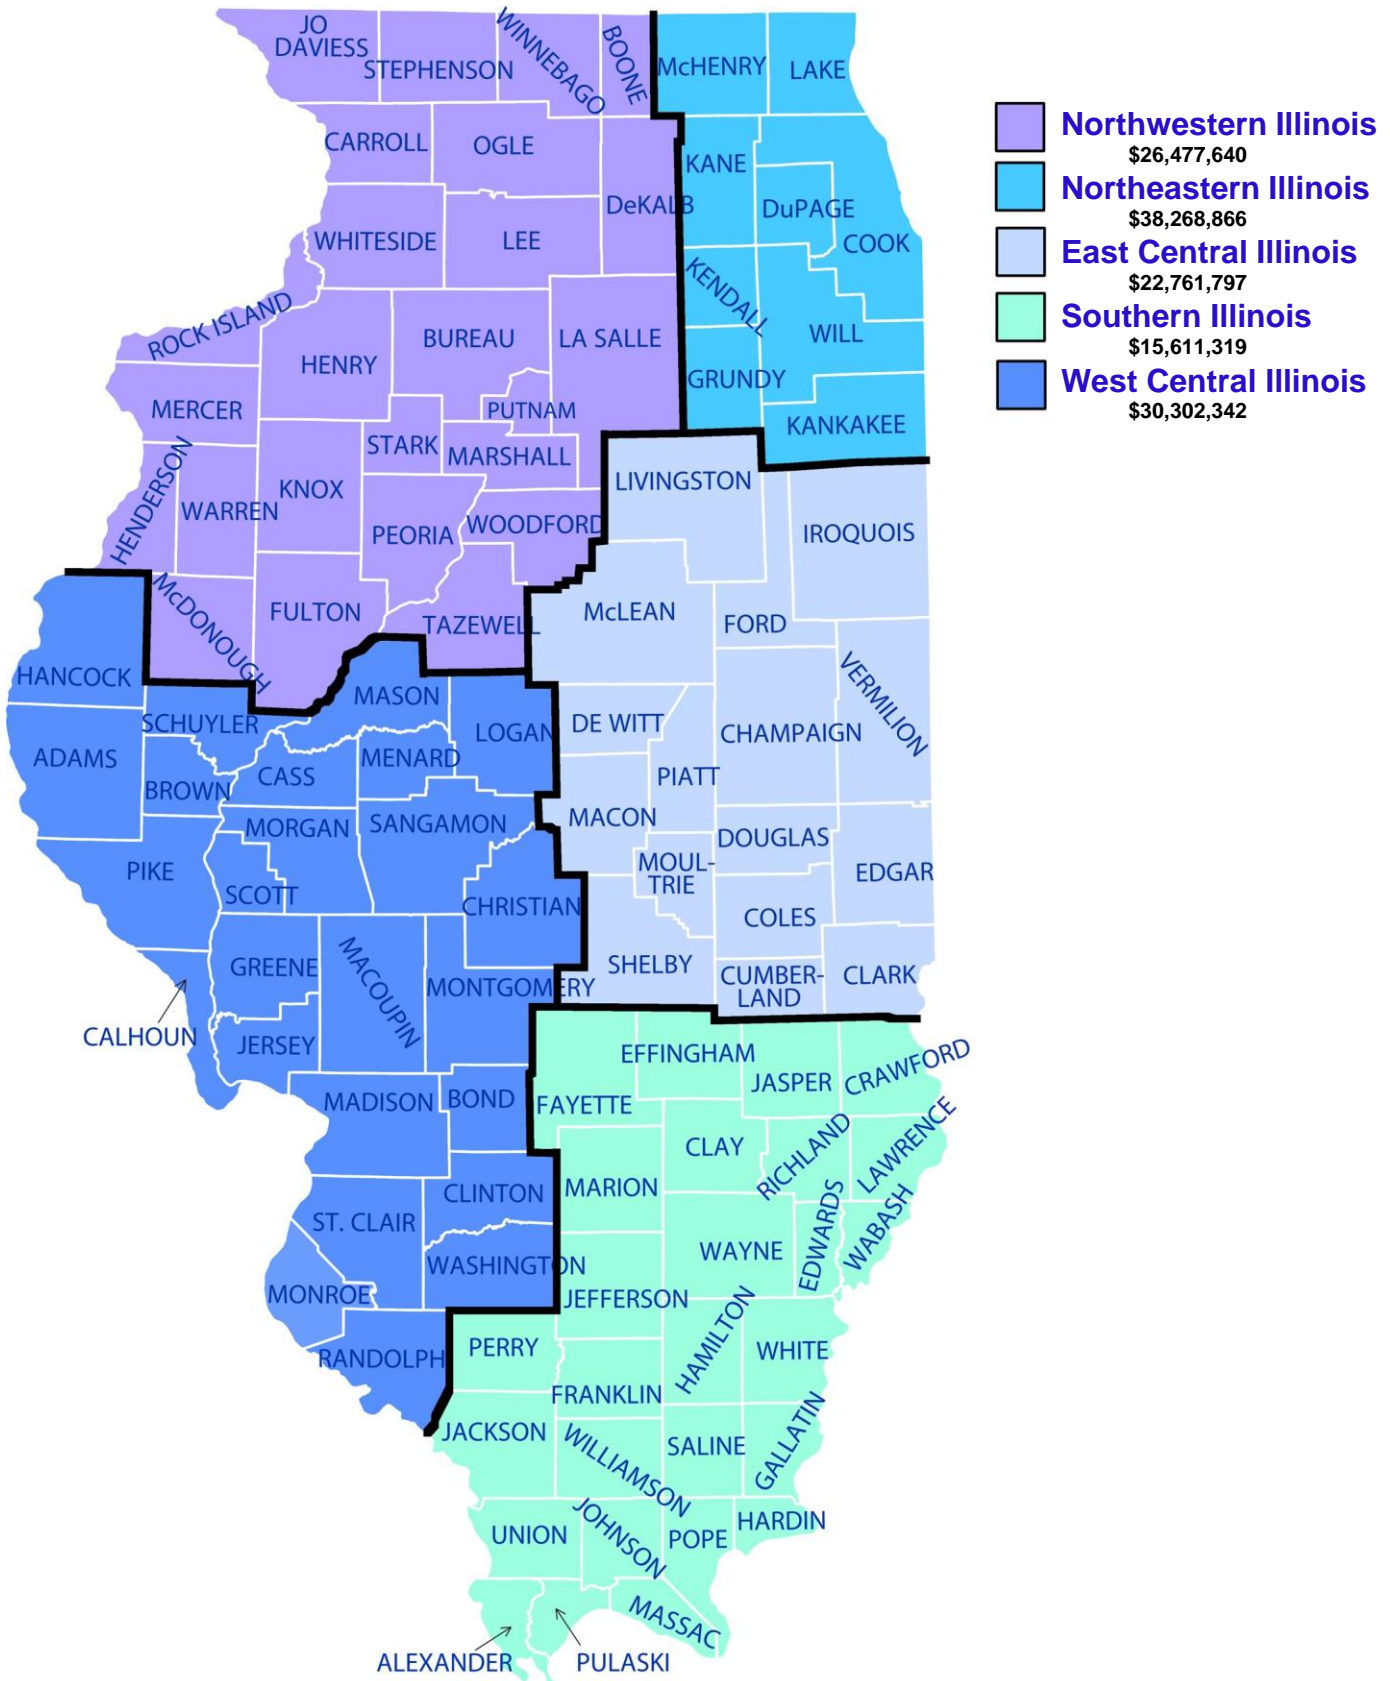 JO
DAVIESS
STEPHENSON
WINNEBAGO
BOONE
McHENRY
LAKE
CARROLL
OGLE
DeKALB
KANE
DuPAGE
COOK
WHITESIDE
LEE
ROCK ISLAND
HENRY
BUREAU
LA SALLE
KENDALL
WILL
GRUNDY
KANKAKEE
MERCER
PUTNAM
STARK
MARSHALL
HENDERSON
WARREN
KNOX
PEORIA
WOODFORD
LIVINGSTON
IROQUOIS
McDONOUGH
FULTON
TAZEWELL
McLEAN
FORD
VERMILION
HANCOCK
SCHUYLER
MASON
LOGAN
DE WITT
CHAMPAIGN
ADAMS
BROWN
CASS
MENARD
PIATT
MACON
MORGAN
SANGAMON
DOUGLAS
EDGAR
PIKE
SCOTT
CHRISTIAN
MOUL-
TRIE
COLES
GREENE
MACOUPIN
MONTGOMERY
SHELBY
CUMBER-
LAND
CLARK
CALHOUN
JERSEY
EFFINGHAM
JASPER
CRAWFORD
MADISON
BOND
FAYETTE
CLAY
RICHLAND
LAWRENCE
ST. CLAIR
CLINTON
MARION
WAYNE
EDWARDS
WABASH
MONROE
WASHINGTON
JEFFERSON
HAMILTON
WHITE
RANDOLPH
PERRY
FRANKLIN
JACKSON
WILLIAMSON
SALINE
GALLATIN
UNION
JOHNSON
POPE
HARDIN
MASSAC
ALEXANDER
PULASKI
Northwestern Illinois
$26,477,640
Northeastern Illinois
$38,268,866
East Central Illinois
$22,761,797
Southern Illinois
$15,611,319
West Central Illinois
$30,302,342